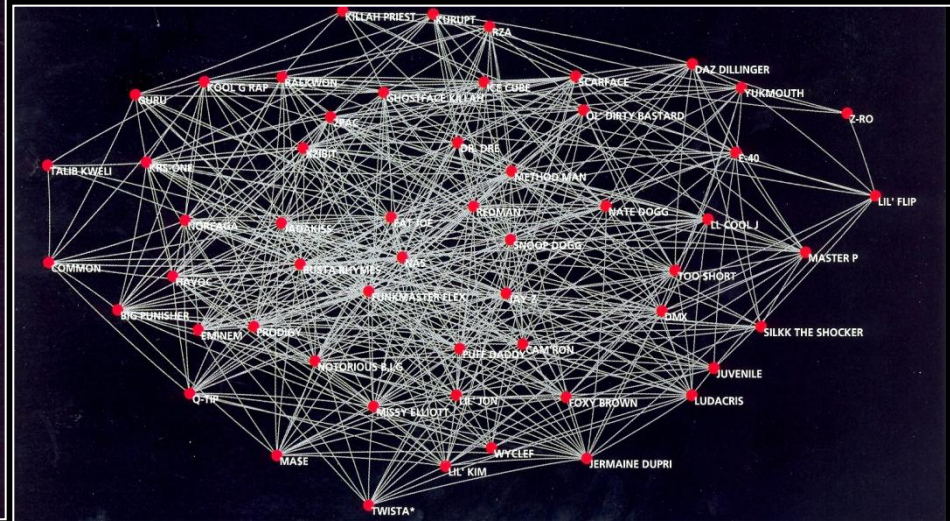 KILLAH PRIEST
KURUPT
RZA
DAZ DILLINGER
KOOL G RAP
RAEKWON
ICE CUBE
SCARFACE
YUKMOUTH
GURU
GHOSTFACE KILLAH
OL' DIRTY BASTARD
Z-RO
2PAC
XZIBIT
DR. DRE
E-40
TALIB KWELI
KRS-ONE
METHOD MAN
LIL' FLIP
NOREAGA
JADAKISS
FAT JOE
REDMAN
NATE DOGG
LL COOL J
SNOOP DOGG
MASTER P
COMMON
BUSTA RHYMES
NAS
TOO SHORT
HAVOC
FUNKMASTER FLEX
JAY-Z
BIG PUNISHER
DMX
EMINEM
PRODIGY
SILKK THE SHOCKER
PUFF DADDY
CAM'RON
NOTORIOUS B.I.G
JUVENILE
Q-TIP
MISSY ELLIOTT
LIL' JON
FOXY BROWN
LUDACRIS
MA$E
WYCLEF
LIL' KIM
JERMAINE DUPRI
TWISTA*